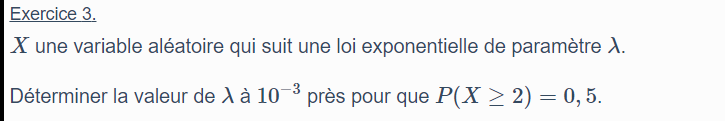 Exercice 3.
X une variable aléatoire qui suit une loi exponentielle de paramètre λ.
Déterminer la valeur de λ à 10⁻³ près pour que P(X ≥ 2) = 0, 5.